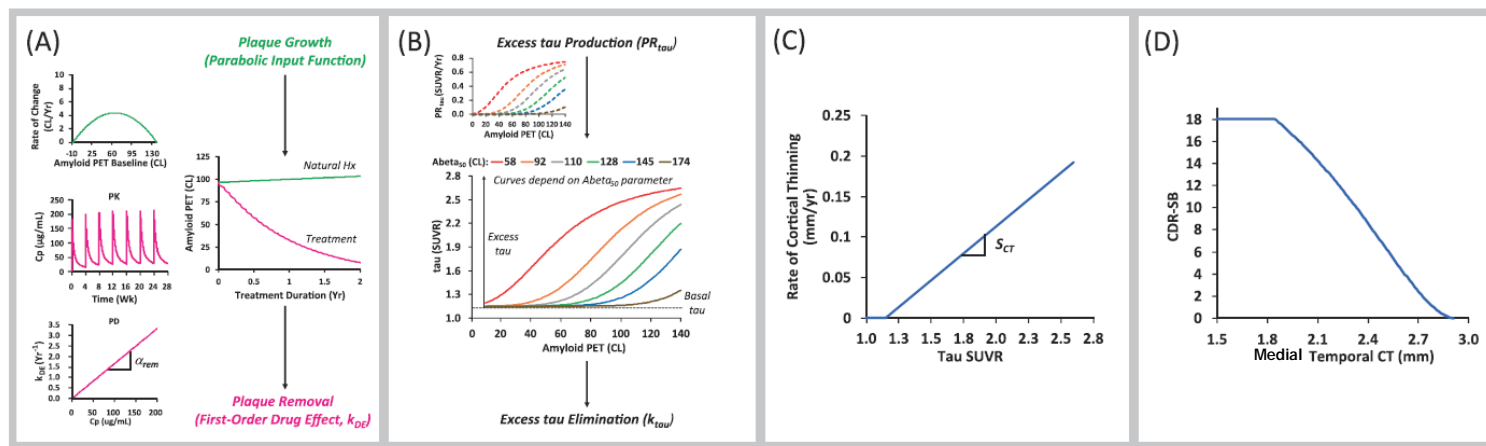 (A)
Plaque Growth
(Parabolic Input Function)
Rate of Change
(CL/Yr)
10
8
6
4
2
0
-10 25 60 95 130
Amyloid PET Baseline (CL)
PK
Cp (µg/mL)
250
200
150
100
50
0
0 4 8 12 16 20 24 28
Time (Wk)
Amyloid PET (CL)
125
100
75
50
25
0
Natural Hx
Treatment
0 1 2
Treatment Duration (Yr)
PD
kDE (Yr-1)
3.5
3.0
2.5
2.0
1.5
1.0
0.5
0.0
αrem
0 50 100 150 200
Cp (ug/mL)
Plaque Removal
(First-Order Drug Effect, kDE)
(B)
Excess tau Production (PRtau)
PRtau (SUVR/Yr)
0.8
0.6
0.4
0.2
0.0
0 20 40 60 80 100 120 140
Amyloid PET (CL)
Abeta50 (CL): 58 92 110 128 145 174
Curves depend on Abeta50 parameter
tau (SUVR)
2.8
2.5
2.2
1.9
1.6
1.3
1.0
Excess
tau
Basal
tau
0 20 40 60 80 100 120 140
Amyloid PET (CL)
Excess tau Elimination (ktau)
(C)
Rate of Cortical Thinning
(mm/yr)
0.25
0.2
0.15
0.1
0.05
0
SCT
1.0 1.3 1.5 1.8 2.0 2.3 2.5 2.8
Tau SUVR
(D)
CDR-SB
18
16
14
12
10
8
6
4
2
0
1.5 1.8 2.1 2.4 2.7 3.0
Medial Temporal CT (mm)